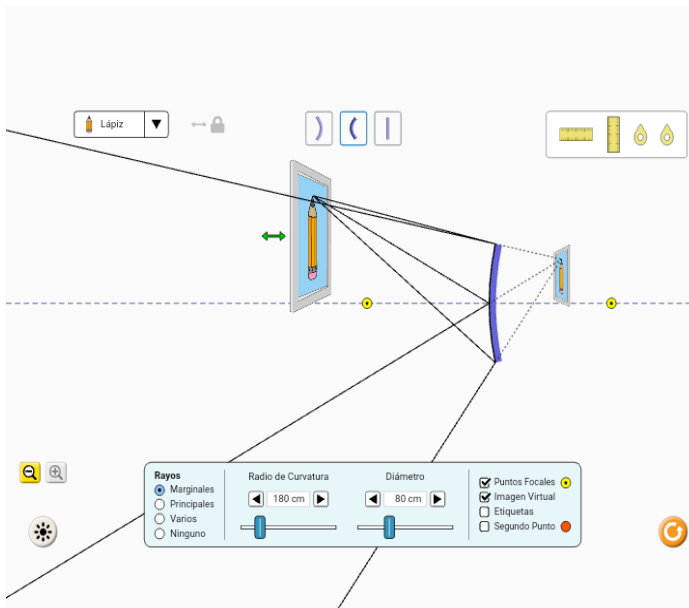 Lápiz
Rayos
Marginales
Principales
Varios
Ninguno
Radio de Curvatura
180 cm
Diámetro
80 cm
Puntos Focales
Imagen Virtual
Etiquetas
Segundo Punto